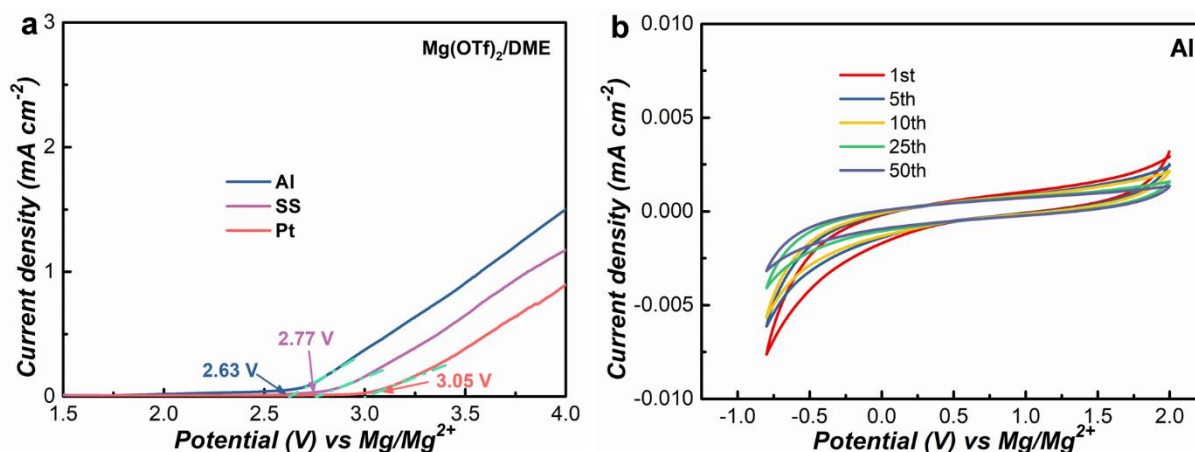 a
Mg(OTf)₂/DME
Al
SS
Pt
2.63 V
2.77 V
3.05 V
3
2
1
0
1.5 2.0 2.5 3.0 3.5 4.0
Current density (mA cm⁻²)
Potential (V) vs Mg/Mg²⁺
b
Al
1st
5th
10th
25th
50th
0.010
0.005
0.000
-0.005
-0.010
-1.0 -0.5 0.0 0.5 1.0 1.5 2.0
Current density (mA cm⁻²)
Potential (V) vs Mg/Mg²⁺